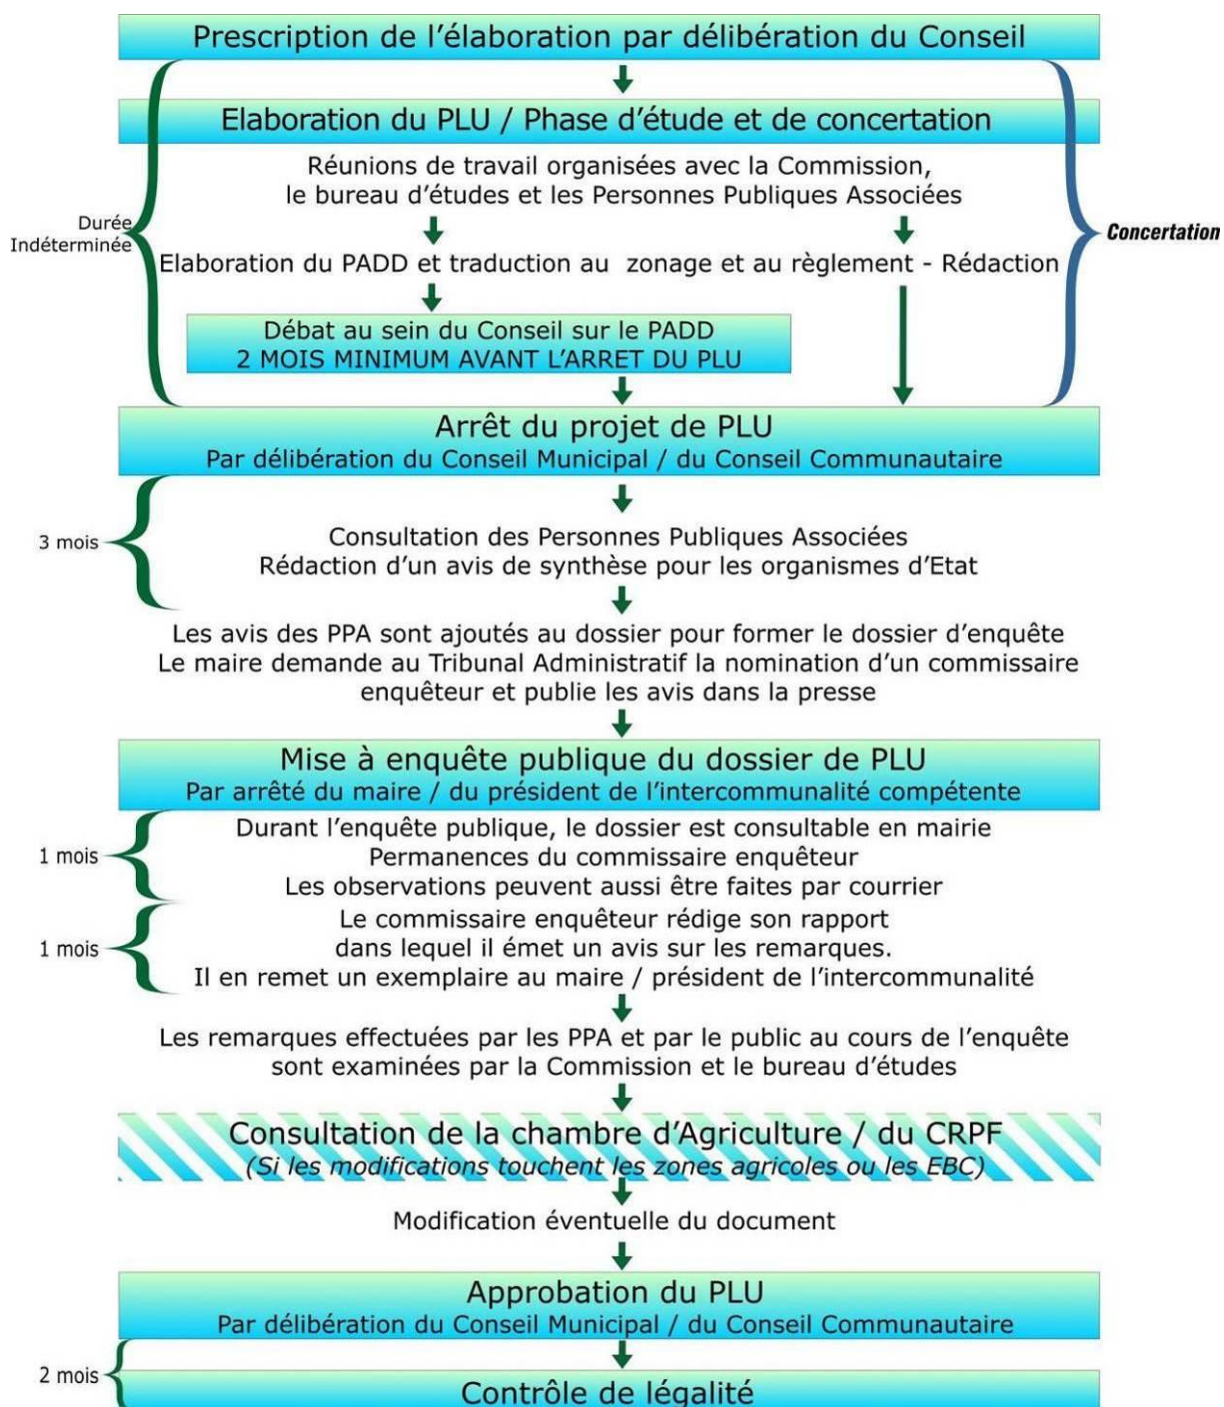 Prescription de l’élaboration par délibération du Conseil
Elaboration du PLU / Phase d’étude et de concertation
Réunions de travail organisées avec la Commission,
le bureau d’études et les Personnes Publiques Associées
Durée
Indéterminée
Concertation
Elaboration du PADD et traduction au zonage et au règlement - Rédaction
Débat au sein du Conseil sur le PADD
2 MOIS MINIMUM AVANT L’ARRET DU PLU
Arrêt du projet de PLU
Par délibération du Conseil Municipal / du Conseil Communautaire
3 mois
Consultation des Personnes Publiques Associées
Rédaction d’un avis de synthèse pour les organismes d’Etat
Les avis des PPA sont ajoutés au dossier pour former le dossier d’enquête
Le maire demande au Tribunal Administratif la nomination d’un commissaire
enquêteur et publie les avis dans la presse
Mise à enquête publique du dossier de PLU
Par arrêté du maire / du président de l’intercommunalité compétente
1 mois
Durant l’enquête publique, le dossier est consultable en mairie
Permanences du commissaire enquêteur
Les observations peuvent aussi être faites par courrier
1 mois
Le commissaire enquêteur rédige son rapport
dans lequel il émet un avis sur les remarques.
Il en remet un exemplaire au maire / président de l’intercommunalité
Les remarques effectuées par les PPA et par le public au cours de l’enquête
sont examinées par la Commission et le bureau d’études
Consultation de la chambre d’Agriculture / du CRPF
(Si les modifications touchent les zones agricoles ou les EBC)
Modification éventuelle du document
Approbation du PLU
Par délibération du Conseil Municipal / du Conseil Communautaire
2 mois
Contrôle de légalité